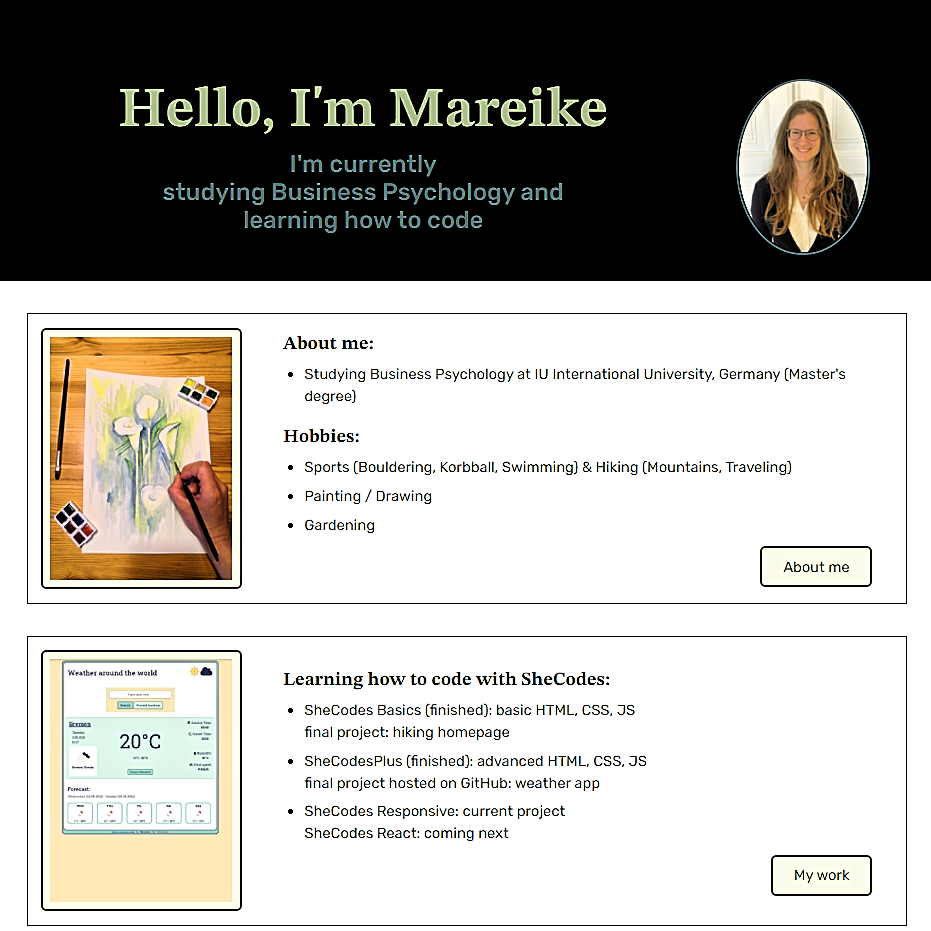 Hello, I'm Mareike
I'm currently
studying Business Psychology and
learning how to code
About me:
Studying Business Psychology at IU International University, Germany (Master's
degree)
Hobbies:
Sports (Bouldering, Korbball, Swimming) & Hiking (Mountains, Traveling)
Painting / Drawing
Gardening
About me
Weather around the world
Bremen
20°C
Forecast:
Learning how to code with SheCodes:
SheCodes Basics (finished): basic HTML, CSS, JS
final project: hiking homepage
SheCodesPlus (finished): advanced HTML, CSS, JS
final project hosted on GitHub: weather app
SheCodes Responsive: current project
SheCodes React: coming next
My work